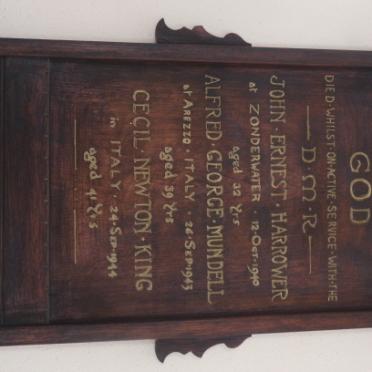 GOD
DIED·WHILST·ON·ACTIVE·SERVICE·WITH·THE
D·M·R
JOHN·ERNEST·HARROWER
at ZONDERWATER · 12·Oct·1940
aged 32 Yrs
ALFRED·GEORGE·MUNDELL
at AREZZO · ITALY · 26·Sep·1943
aged 39 Yrs
CECIL·NEWTON·KING
in ITALY · 24·Sep·1944
aged 41 Yrs